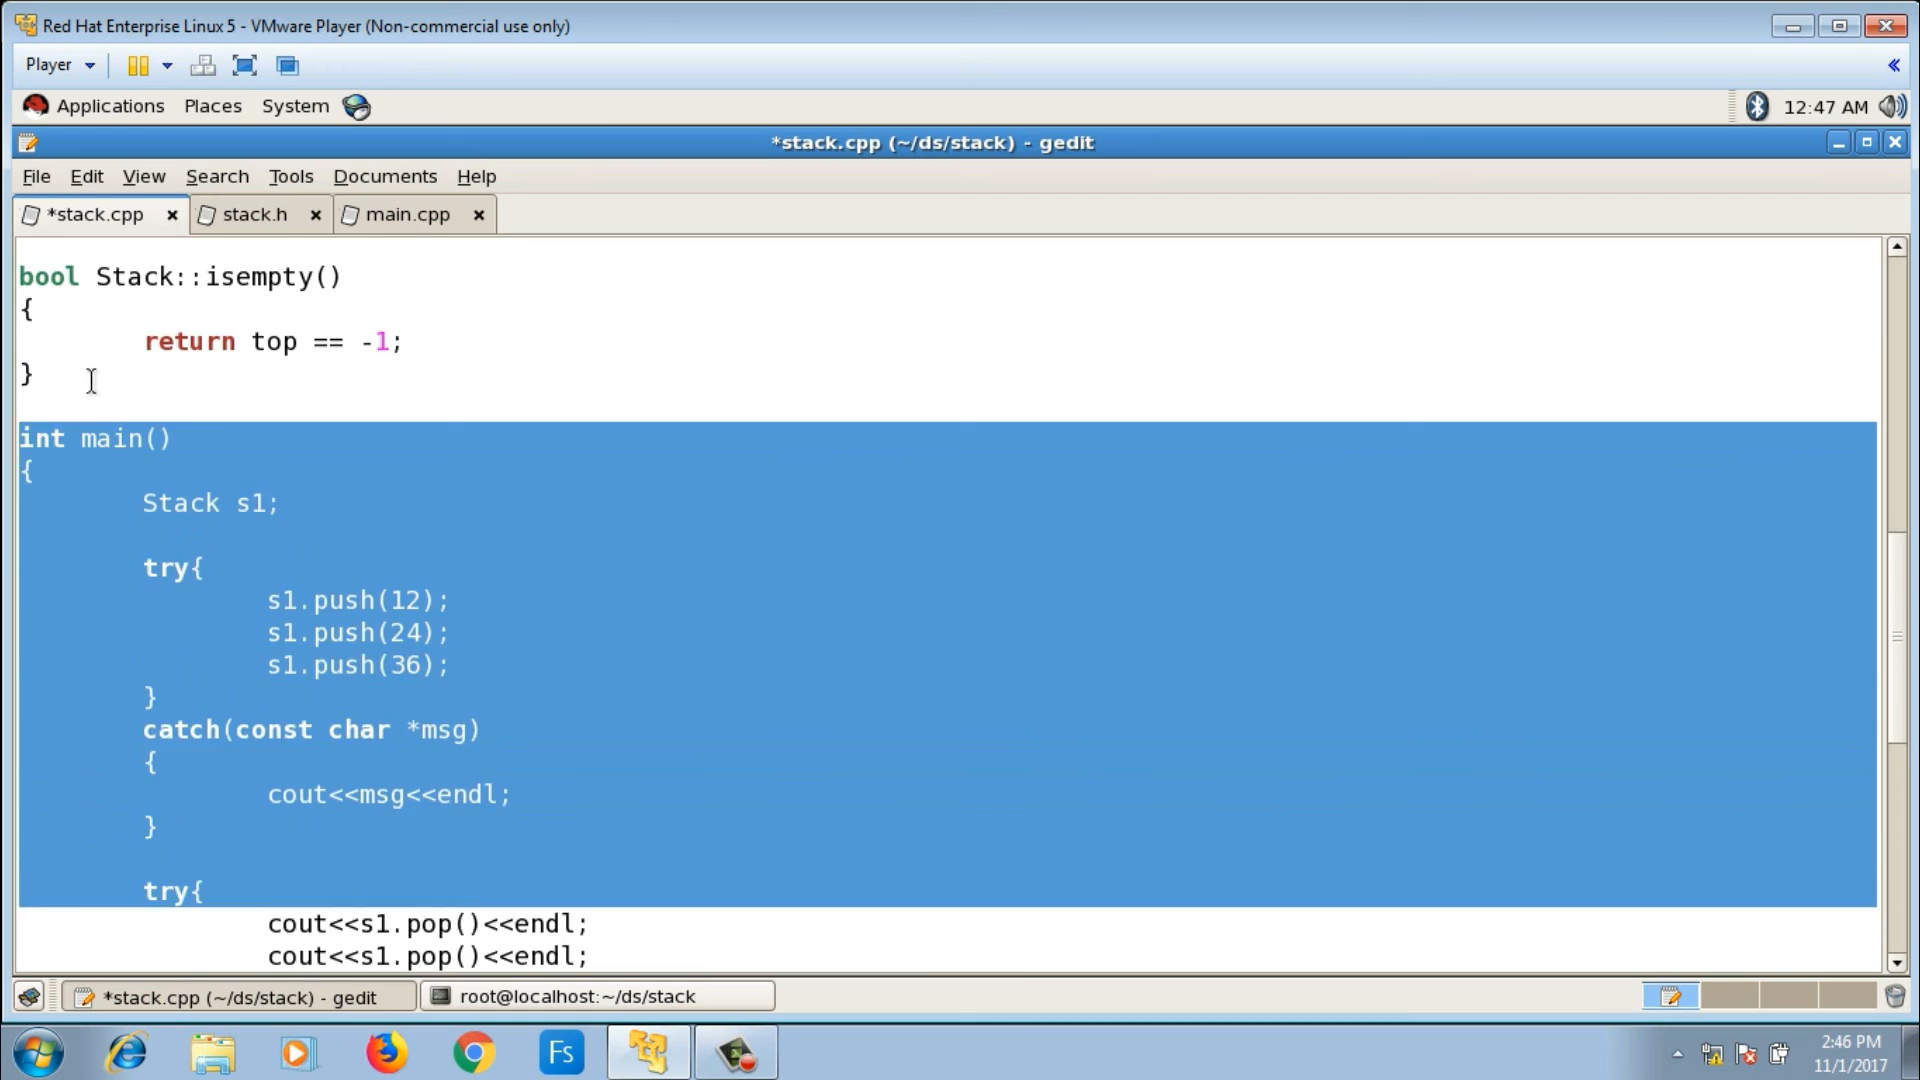 Red Hat Enterprise Linux 5 - VMware Player (Non-commercial use only)
Player
Applications Places System 12:47 AM
*stack.cpp (~/ds/stack) - gedit
File Edit View Search Tools Documents Help
*stack.cpp stack.h main.cpp
bool Stack::isempty()
{
return top == -1;
}
int main()
{
Stack s1;
try{
s1.push(12);
s1.push(24);
s1.push(36);
}
catch(const char *msg)
{
cout<<msg<<endl;
}
try{
cout<<s1.pop()<<endl;
cout<<s1.pop()<<endl;
*stack.cpp (~/ds/stack) - gedit root@localhost:~/ds/stack
Fs
2:46 PM
11/1/2017